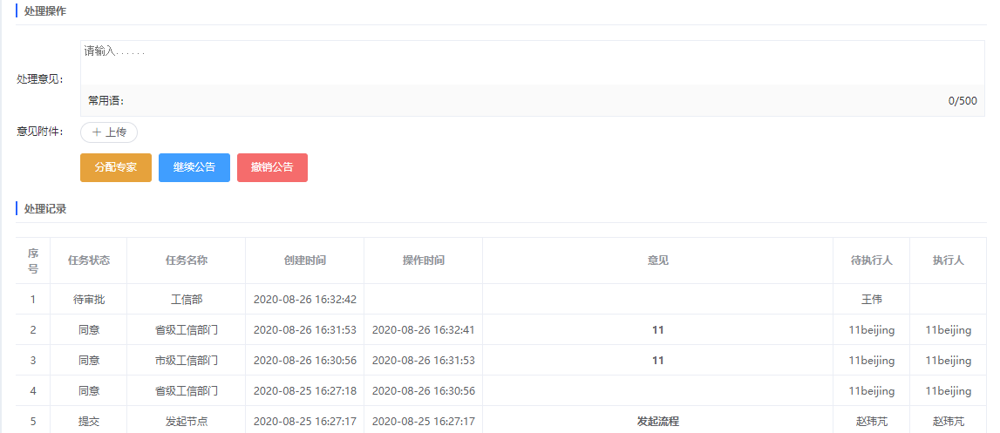 处理操作
请输入......
处理意见：
常用语： 0/500
意见附件： + 上传
分配专家 继续公告 撤销公告
处理记录
序号 任务状态 任务名称 创建时间 操作时间 意见 待执行人 执行人
1 待审批 工信部 2020-08-26 16:32:42 王伟
2 同意 省级工信部门 2020-08-26 16:31:53 2020-08-26 16:32:41 11 11beijing 11beijing
3 同意 市级工信部门 2020-08-26 16:30:56 2020-08-26 16:31:53 11 11beijing 11beijing
4 同意 省级工信部门 2020-08-25 16:27:18 2020-08-26 16:30:56 11beijing 11beijing
5 提交 发起节点 2020-08-25 16:27:17 2020-08-25 16:27:17 发起流程 赵玮芃 赵玮芃